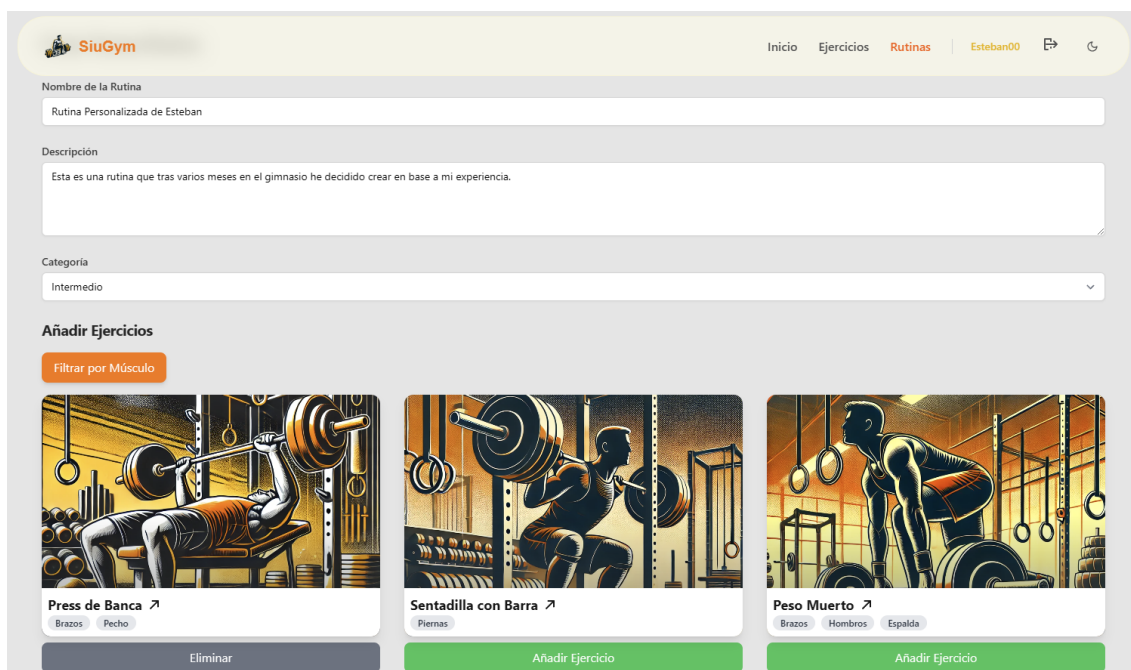 SiuGym
Inicio Ejercicios Rutinas Esteban00
Nombre de la Rutina
Rutina Personalizada de Esteban
Descripción
Esta es una rutina que tras varios meses en el gimnasio he decidido crear en base a mi experiencia.
Categoría
Intermedio
Añadir Ejercicios
Filtrar por Músculo
Press de Banca
Brazos Pecho
Eliminar
Sentadilla con Barra
Piernas
Añadir Ejercicio
Peso Muerto
Brazos Hombros Espalda
Añadir Ejercicio